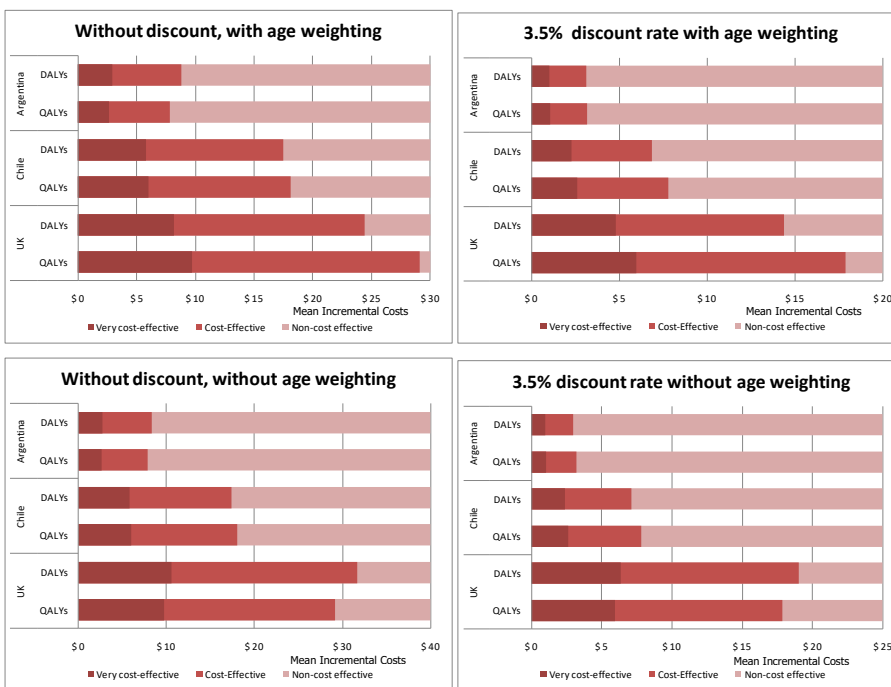 Without discount, with age weighting
Argentina
DALYs
QALYs
Chile
DALYs
QALYs
UK
DALYs
QALYs
$0 $5 $10 $15 $20 $25 $30
Mean Incremental Costs
Very cost-effective Cost-Effective Non-cost effective
3.5% discount rate with age weighting
Argentina
DALYs
QALYs
Chile
DALYs
QALYs
UK
DALYs
QALYs
$0 $5 $10 $15 $20
Mean Incremental Costs
Very cost-effective Cost-Effective Non-cost effective
Without discount, without age weighting
Argentina
DALYs
QALYs
Chile
DALYs
QALYs
UK
DALYs
QALYs
$0 $10 $20 $30 $40
Mean Incremental Costs
Very cost-effective Cost-Effective Non-cost effective
3.5% discount rate without age weighting
Argentina
DALYs
QALYs
Chile
DALYs
QALYs
UK
DALYs
QALYs
$0 $5 $10 $15 $20 $25
Mean Incremental Costs
Very cost-effective Cost-Effective Non-cost effective